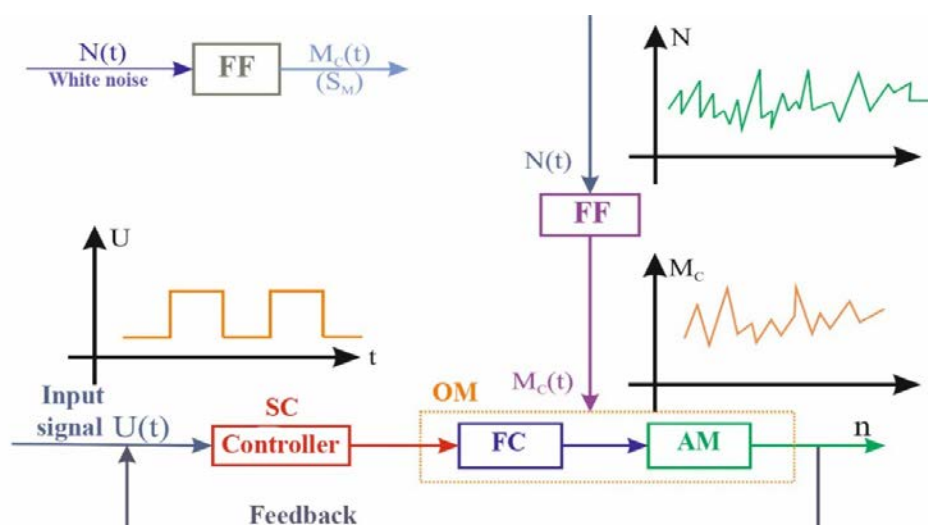 N(t)
White noise
FF
M_C(t)
(S_M)
N
N(t)
FF
U
t
M_C
M_C(t)
OM
Input
signal U(t)
SC
Controller
FC
AM
n
Feedback